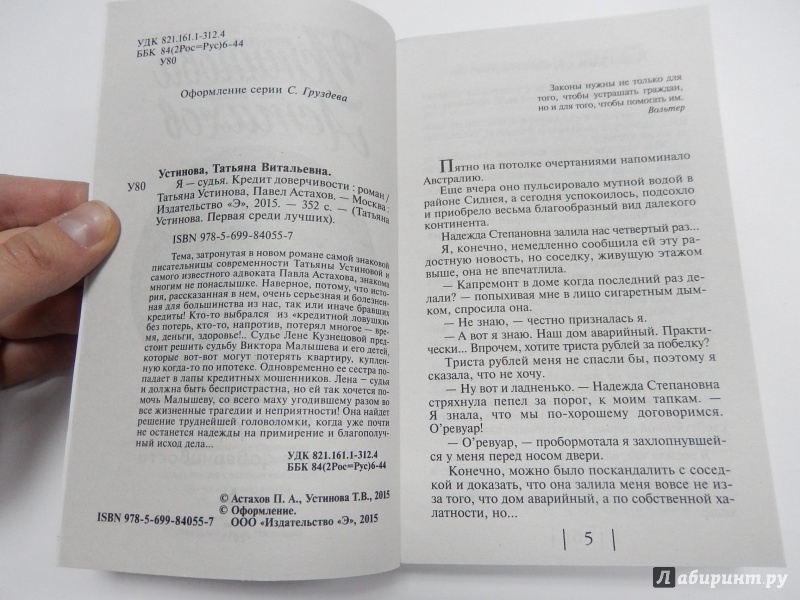 УДК 821.161.1-312.4
ББК 84(2Рос=Рус)6-44
У80
Оформление серии С. Груздева
Устинова, Татьяна Витальевна.
У80 Я — судья. Кредит доверчивости : роман /
Татьяна Устинова, Павел Астахов. — Москва :
Издательство «Э», 2015. — 352 с. — (Татьяна
Устинова. Первая среди лучших).
ISBN 978-5-699-84055-7
Тема, затронутая в новом романе самой знаковой
писательницы современности Татьяны Устиновой и
самого известного адвоката Павла Астахова, знакома
многим не понаслышке. Наверное, потому, что исто-
рия, рассказанная в нем, очень серьезная и болезнен-
ная для большинства из нас, так или иначе бравших
кредиты! Кто-то выбрался из «кредитной ловушки»
без потерь, кто-то, напротив, потерял многое — вре-
мя, деньги, здоровье!.. Судье Лене Кузнецовой пред-
стоит решить судьбу Виктора Малышева и его детей,
которые вот-вот могут потерять квартиру, куплен-
ную когда-то по ипотеке. Одновременно ее сестра по-
падает в лапы кредитных мошенников. Лена – судья
и должна быть беспристрастна, но ей так хочется по-
мочь Малышеву, со всего маху угодившему разом во
все жизненные трагедии и неприятности! Она найдет
решение труднейшей головоломки, когда уже почти
не останется надежды на примирение и благополуч-
ный исход дела...
УДК 821.161.1-312.4
ББК 84(2Рос=Рус)6-44
© Астахов П. А., Устинова Т.В., 2015
© Оформление.
ISBN 978-5-699-84055-7 ООО «Издательство «Э», 2015
Законы нужны не только для
того, чтобы устрашать граждан,
но и для того, чтобы помогать им.
Вольтер
Пятно на потолке очертаниями напоминало
Австралию.
Еще вчера оно пульсировало мутной водой в
районе Сиднея, а сегодня успокоилось, подсохло
и приобрело весьма благообразный вид далекого
континента.
Надежда Степановна залила нас четвертый раз...
Я, конечно, немедленно сообщила ей эту ра-
достную новость, но соседку, живущую этажом
выше, она не впечатлила.
— Капремонт в доме когда последний раз де-
лали? — попыхивая мне в лицо сигаретным дым-
ком, спросила она.
— Не знаю, — честно призналась я.
— А вот я знаю. Наш дом аварийный. Практи-
чески... Впрочем, хотите триста рублей за побелку?
Триста рублей меня не спасли бы, поэтому я
сказала, что не хочу.
— Ну вот и ладненько. — Надежда Степановна
стряхнула пепел за порог, к моим тапкам. —
Я знала, что мы по-хорошему договоримся.
О'ревуар!
— О'ревуар, — пробормотала я захлопнувшей-
ся у меня перед носом двери.
Конечно, можно было поскандалить с сосед-
кой и доказать, что она залила меня вовсе не из-
за того, что дом аварийный, а по собственной ха-
латности, но...
| 5 |
лабиринт.ру